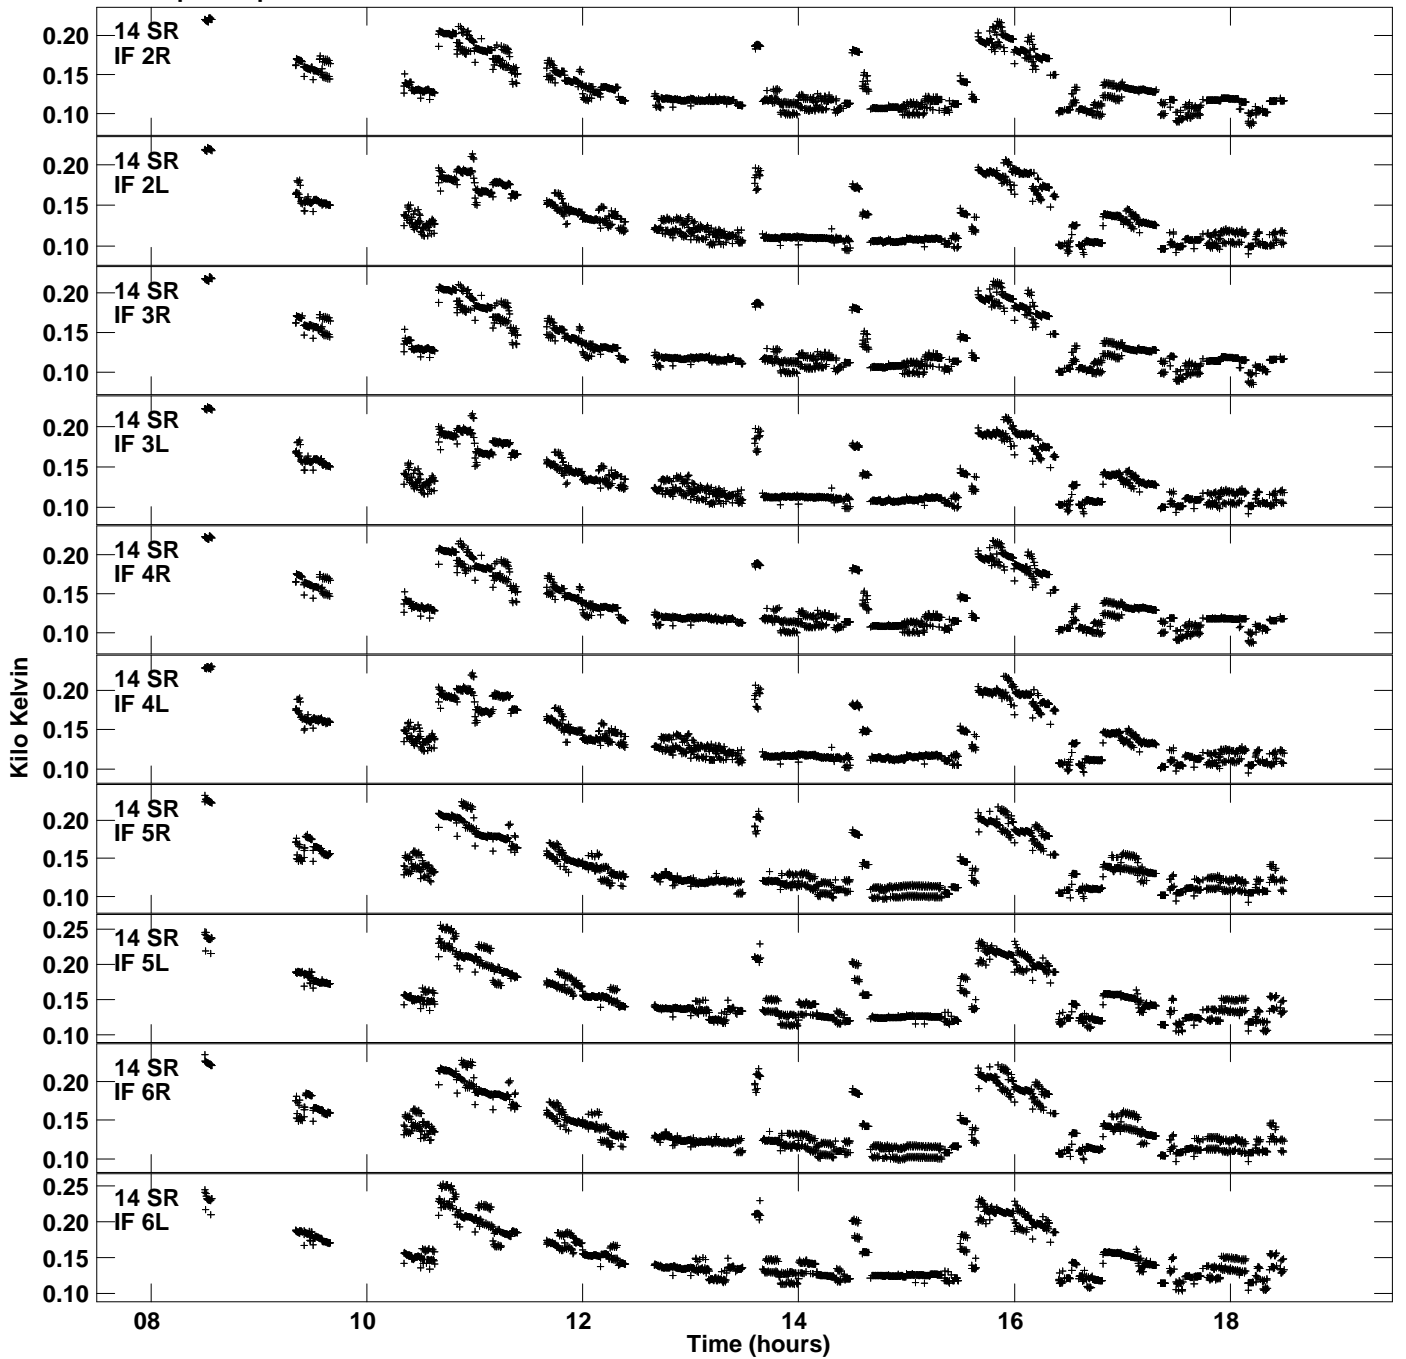 14 SR
IF 2R
0.20
0.15
0.10
14 SR
IF 2L
0.20
0.15
0.10
14 SR
IF 3R
0.20
0.15
0.10
14 SR
IF 3L
0.20
0.15
0.10
14 SR
IF 4R
0.20
0.15
0.10
14 SR
IF 4L
0.20
0.15
0.10
14 SR
IF 5R
0.20
0.15
0.10
14 SR
IF 5L
0.25
0.20
0.15
0.10
14 SR
IF 6R
0.20
0.15
0.10
14 SR
IF 6L
0.25
0.20
0.15
0.10
Kilo Kelvin
08 10 12 14 16 18
Time (hours)